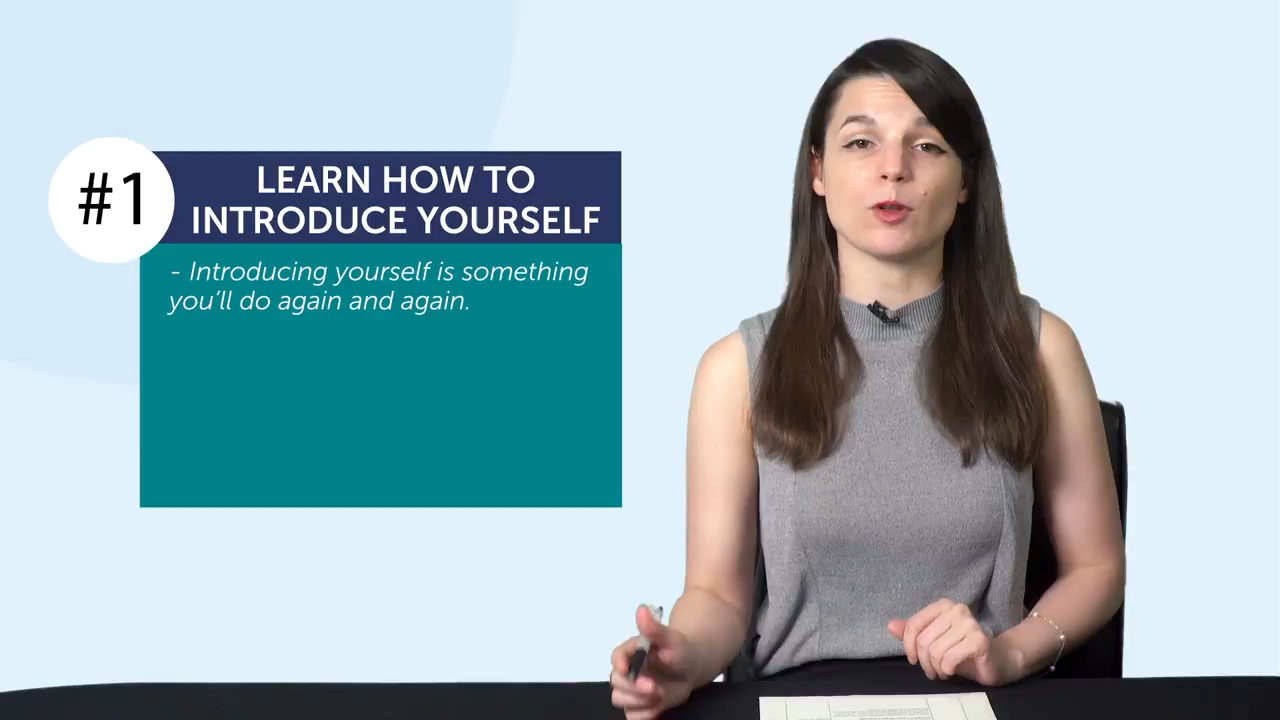 #1
LEARN HOW TO
INTRODUCE YOURSELF
- Introducing yourself is something
you'll do again and again.